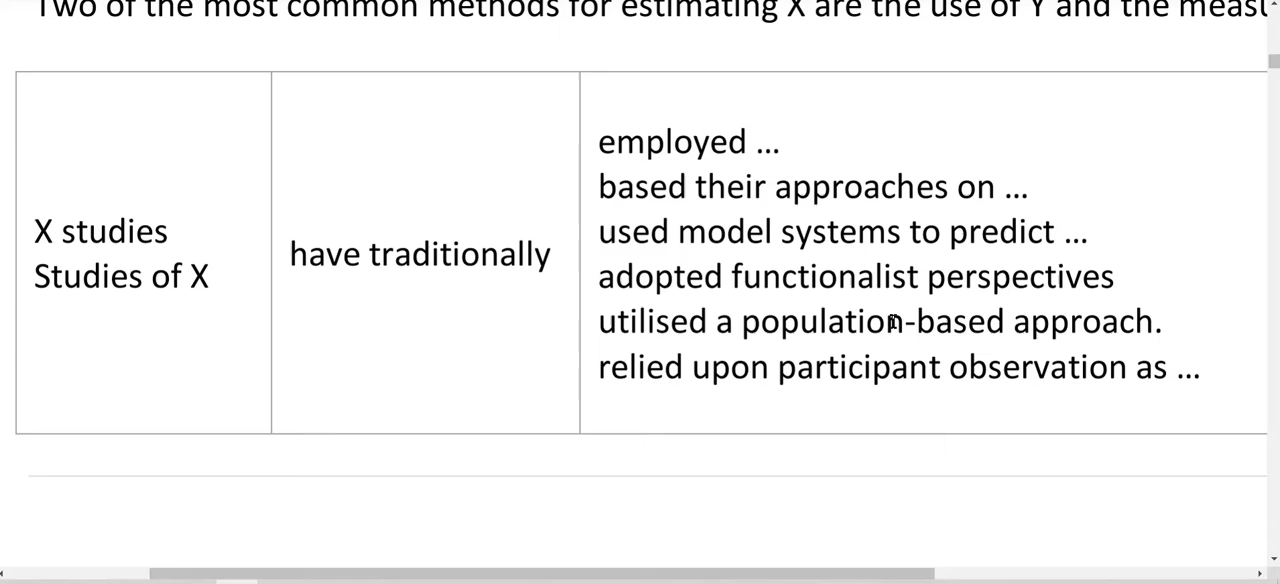 Two of the most common methods for estimating X are the use of Y and the
X studies
Studies of X
have traditionally
employed ...
based their approaches on ...
used model systems to predict ...
adopted functionalist perspectives
utilised a population-based approach.
relied upon participant observation as ...